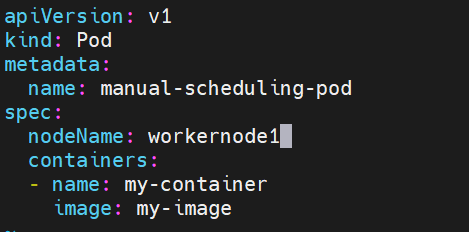 apiVersion: v1
kind: Pod
metadata:
  name: manual-scheduling-pod
spec:
  nodeName: workernode1
  containers:
  - name: my-container
    image: my-image